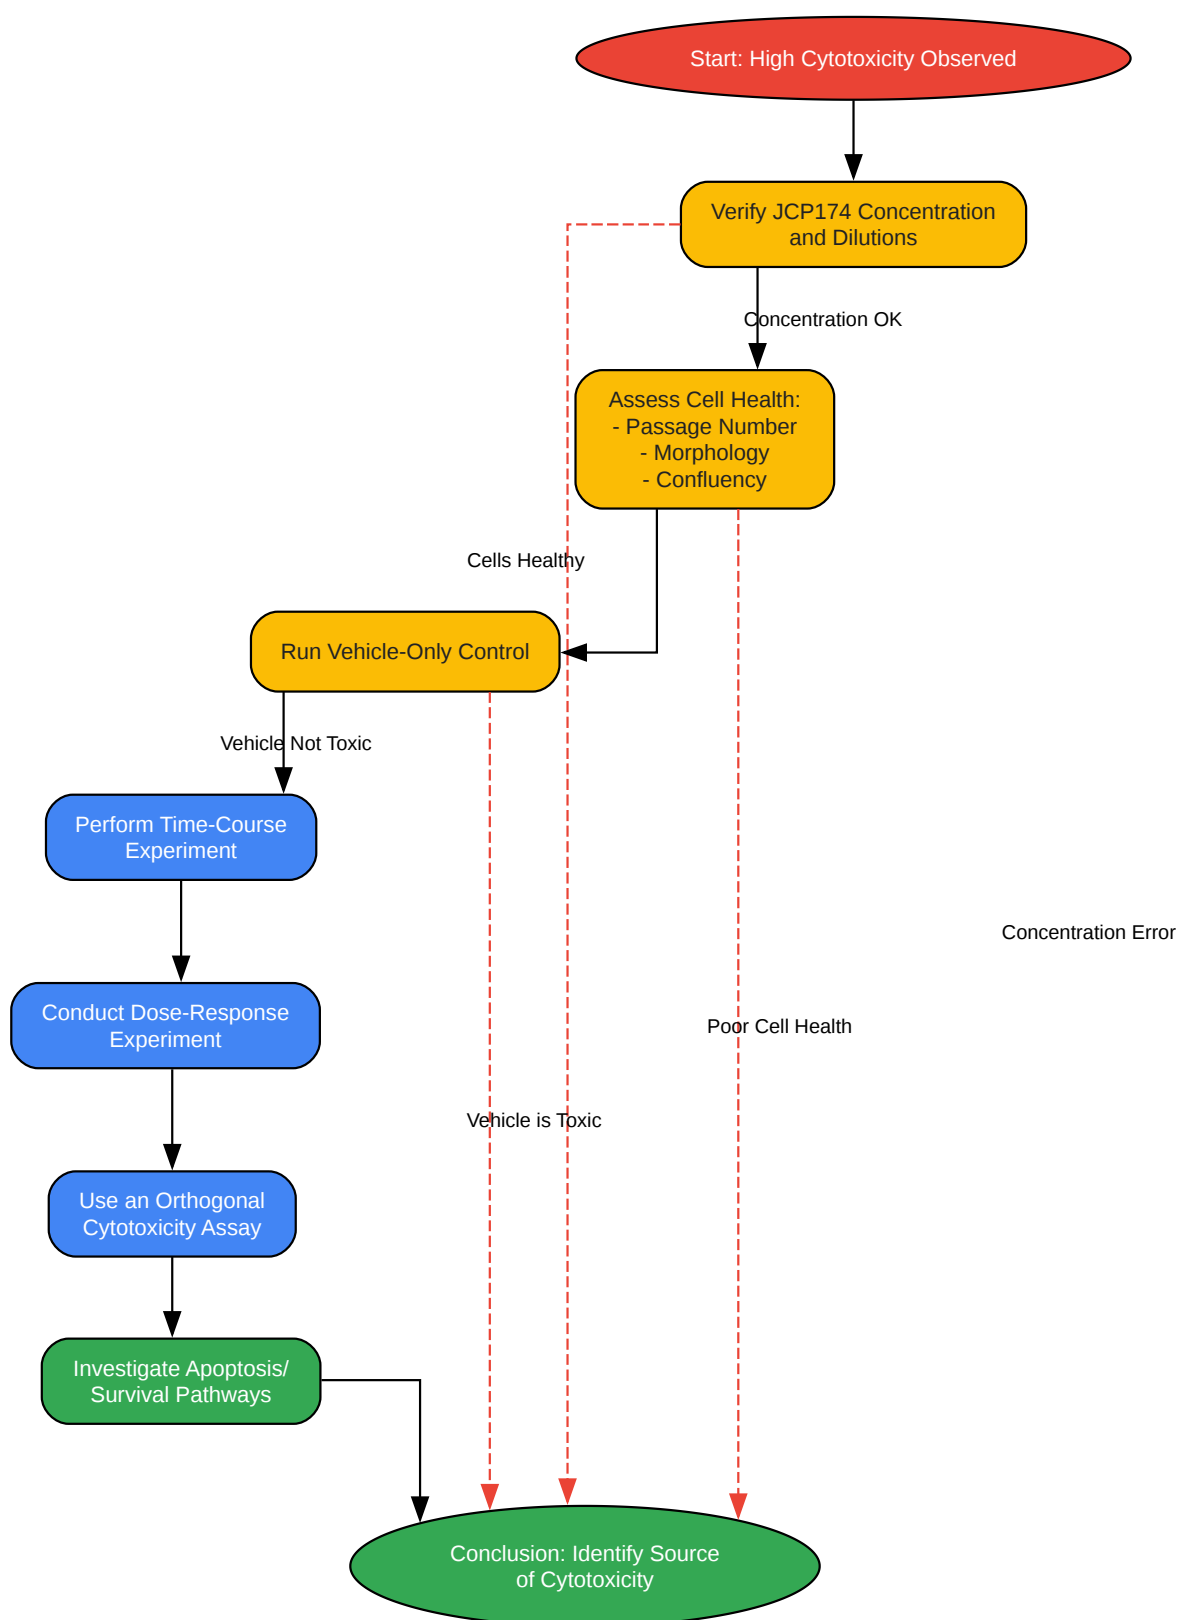 Start: High Cytotoxicity Observed
Verify JCP174 Concentration
and Dilutions
Concentration OK
Assess Cell Health:
- Passage Number
- Morphology
- Confluency
Cells Healthy
Run Vehicle-Only Control
Vehicle Not Toxic
Perform Time-Course
Experiment
Concentration Error
Conduct Dose-Response
Experiment
Poor Cell Health
Vehicle is Toxic
Use an Orthogonal
Cytotoxicity Assay
Investigate Apoptosis/
Survival Pathways
Conclusion: Identify Source
of Cytotoxicity